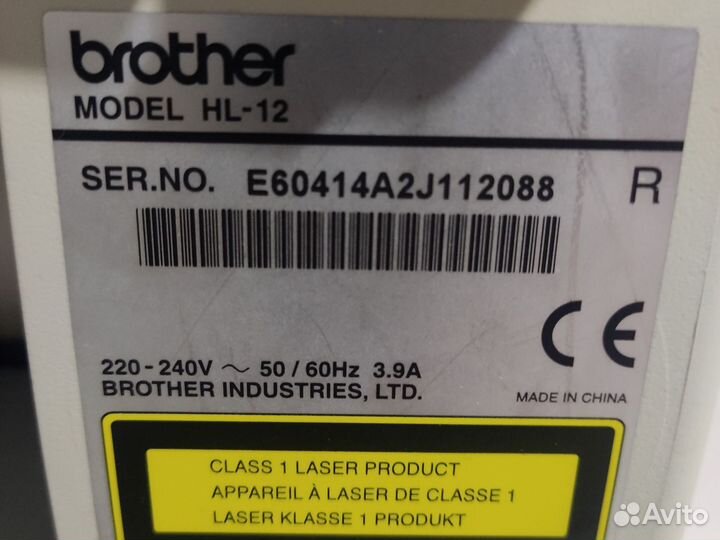 brother
MODEL HL-12
SER.NO. E60414A2J112088 R
CE
220-240V ~ 50/60Hz 3.9A
BROTHER INDUSTRIES, LTD.
MADE IN CHINA
CLASS 1 LASER PRODUCT
APPAREIL À LASER DE CLASSE 1
LASER KLASSE 1 PRODUKT
Avito